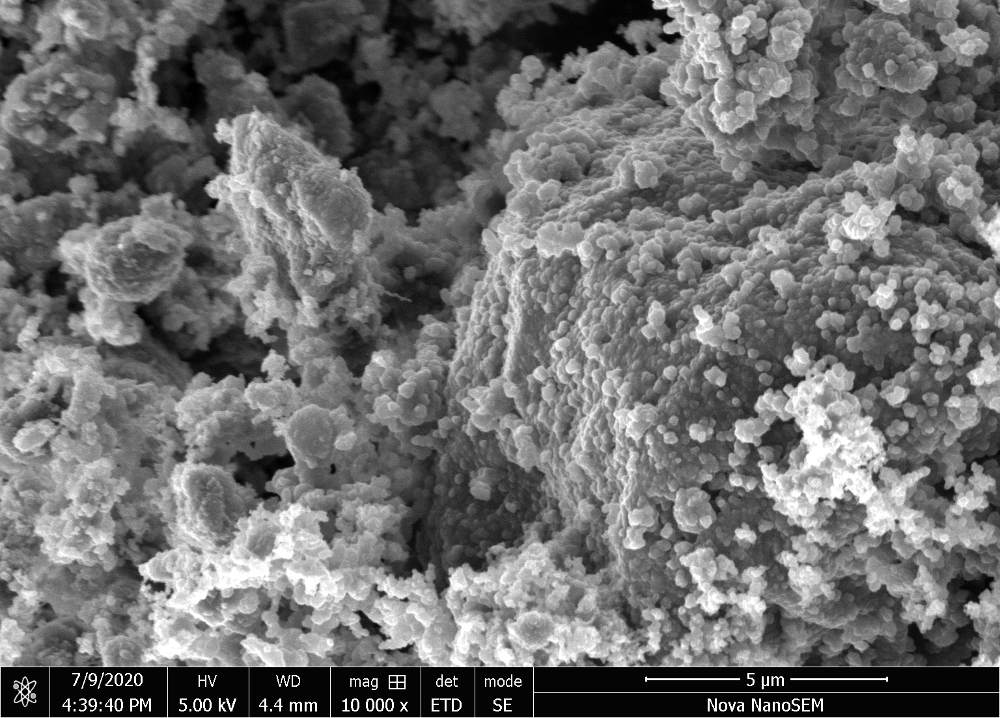 7/9/2020
4:39:40 PM
HV
5.00 kV
WD
4.4 mm
mag
10 000 x
det
ETD
mode
SE
5 µm
Nova NanoSEM